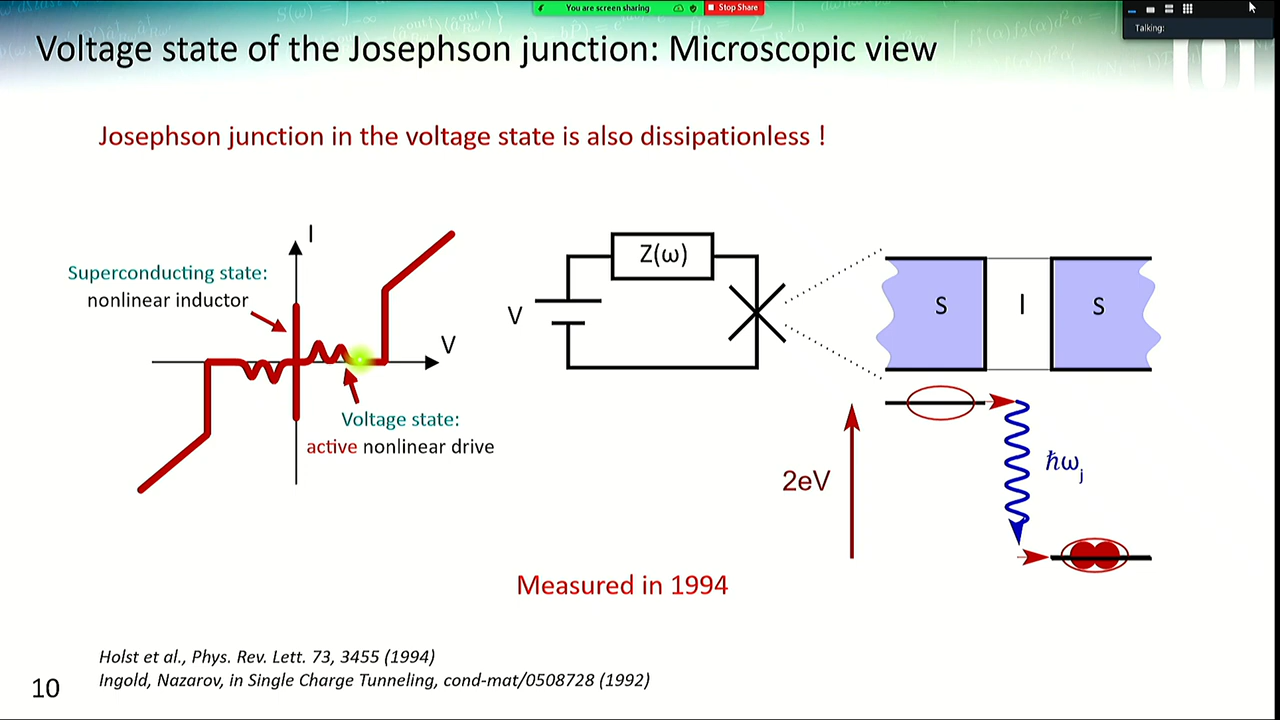 You are screen sharing
Stop Share
Talking:
Voltage state of the Josephson junction: Microscopic view
Josephson junction in the voltage state is also dissipationless !
I
Superconducting state:
nonlinear inductor
V
Voltage state:
active nonlinear drive
Z(ω)
V
S
I
S
2eV
ℏωj
Measured in 1994
Holst et al., Phys. Rev. Lett. 73, 3455 (1994)
Ingold, Nazarov, in Single Charge Tunneling, cond-mat/0508728 (1992)
10